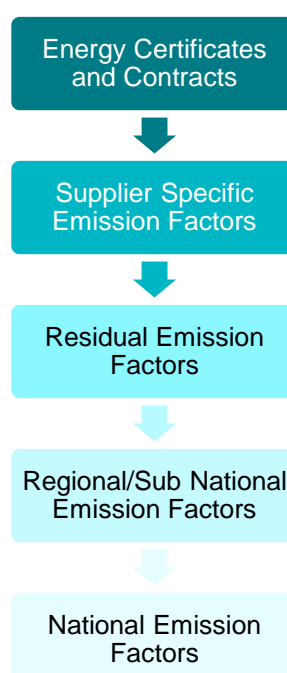 Energy Certificates
and Contracts
Supplier Specific
Emission Factors
Residual Emission
Factors
Regional/Sub National
Emission Factors
National Emission
Factors